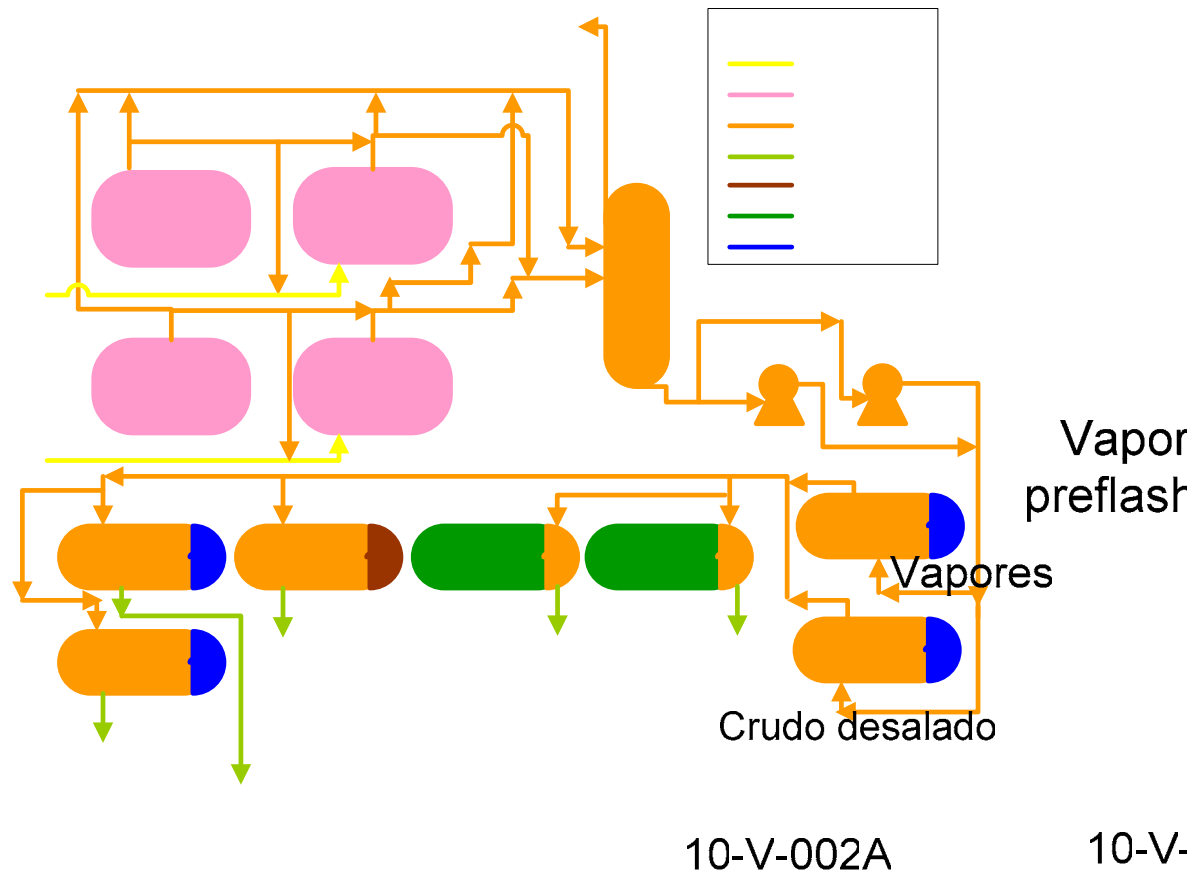 Vapor
preflash
Vapores
Crudo desalado
10-V-002A
10-V-